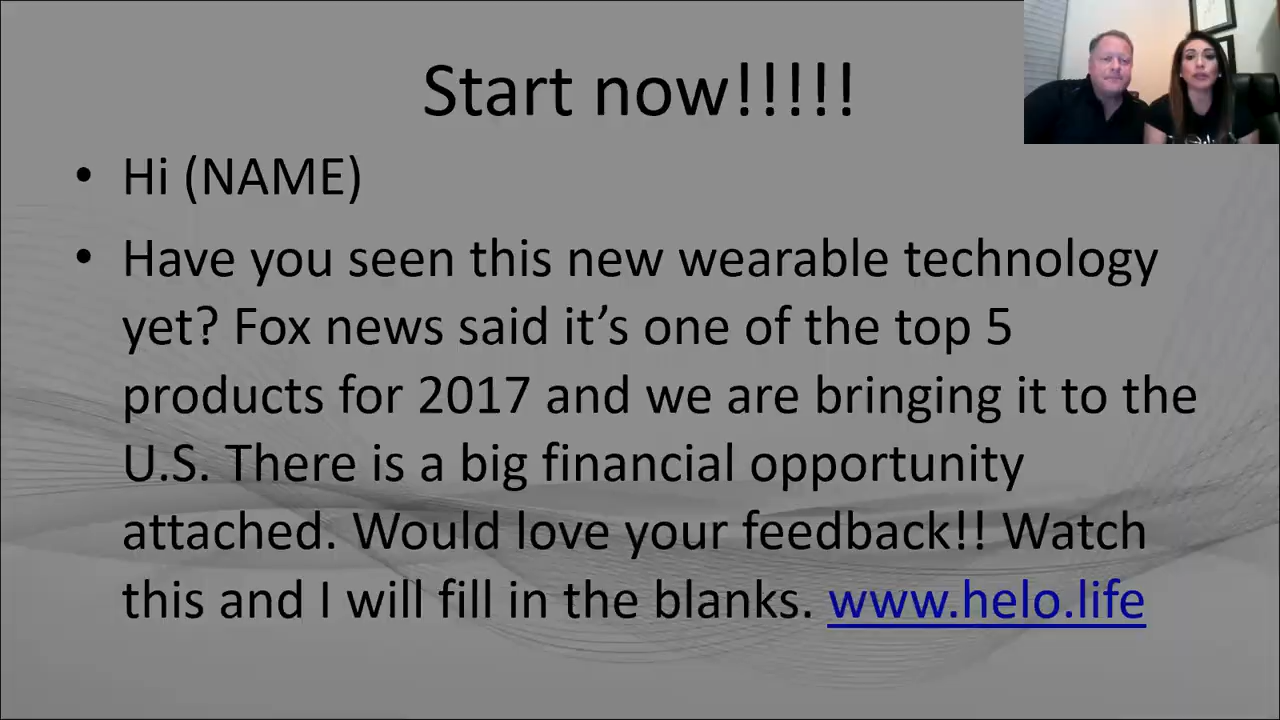 Start now!!!!!
• Hi (NAME)
• Have you seen this new wearable technology
yet? Fox news said it’s one of the top 5
products for 2017 and we are bringing it to the
U.S. There is a big financial opportunity
attached. Would love your feedback!! Watch
this and I will fill in the blanks. www.helo.life